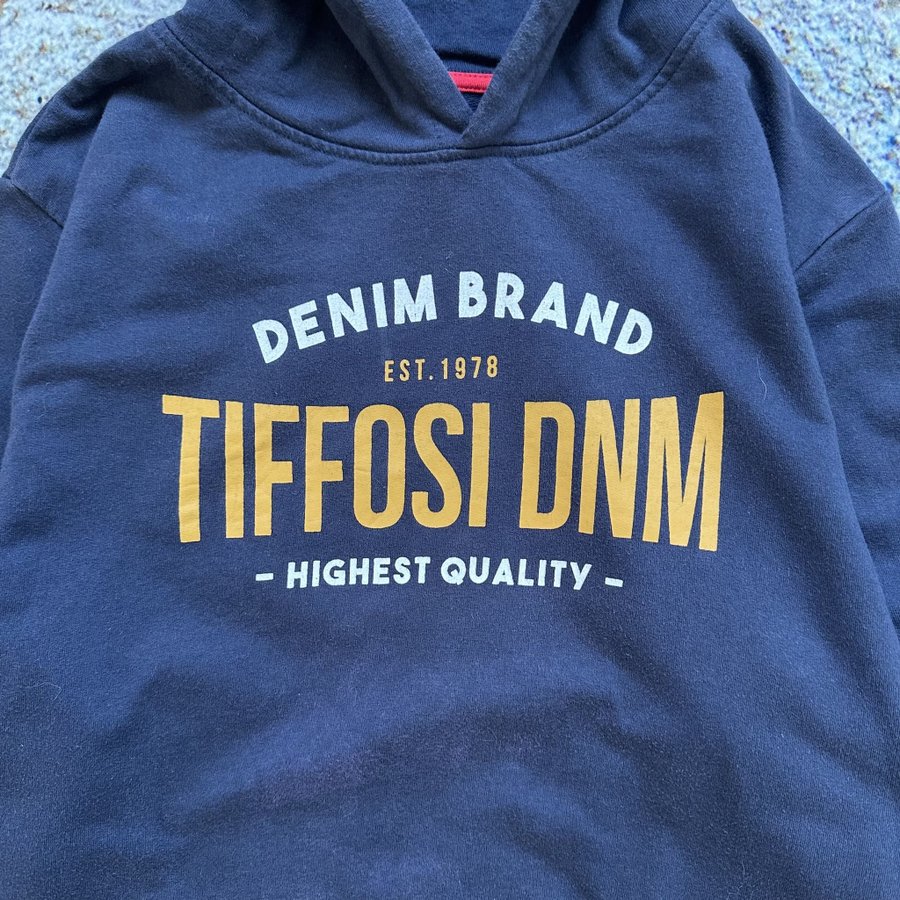 DENIM BRAND
EST.1978
TIFFOSI DNM
- HIGHEST QUALITY -